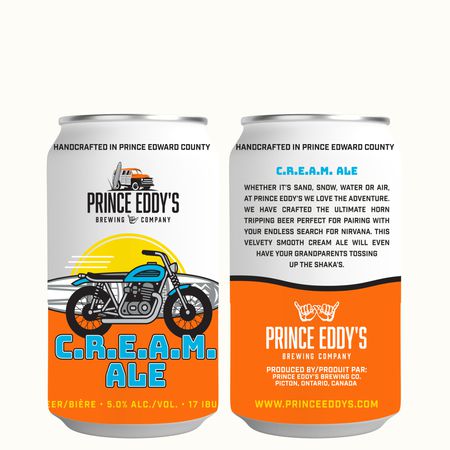 HANDCRAFTED IN PRINCE EDWARD COUNTY
PRINCE EDDY'S
BREWING COMPANY
C.R.E.A.M.
ALE
EER/BIÈRE • 5.0% ALC./VOL. • 17 IBU
HANDCRAFTED IN PRINCE EDWARD COUNTY
C.R.E.A.M. ALE
WHETHER IT'S SAND, SNOW, WATER OR AIR,
AT PRINCE EDDY'S WE LOVE THE ADVENTURE.
WE HAVE CRAFTED THE ULTIMATE HORN
TRIPPING BEER PERFECT FOR PAIRING WITH
YOUR ENDLESS SEARCH FOR NIRVANA. THIS
VELVETY SMOOTH CREAM ALE WILL EVEN
HAVE YOUR GRANDPARENTS TOSSING
UP THE SHAKA'S.
PRINCE EDDY'S
BREWING COMPANY
PRODUCED BY/PRODUIT PAR:
PRINCE EDDY'S BREWING CO.
PICTON, ONTARIO, CANADA
WWW.PRINCEEDDYS.COM